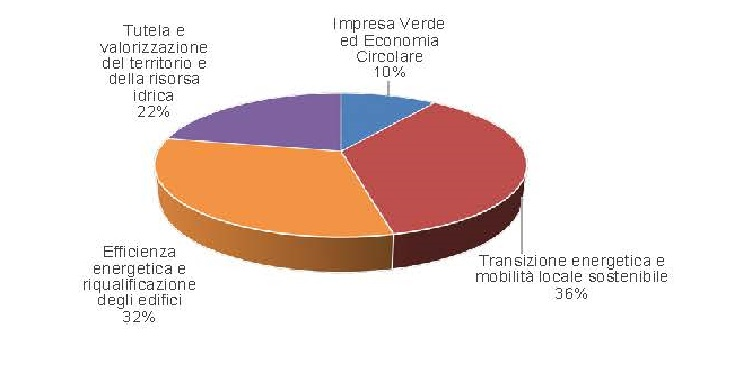 Tutela e
valorizzazione
del territorio e
della risorsa
idrica
22%
Impresa Verde
ed Economia
Circolare
10%
Efficienza
energetica e
riqualificazione
degli edifici
32%
Transizione energetica e
mobilità locale sostenibile
36%